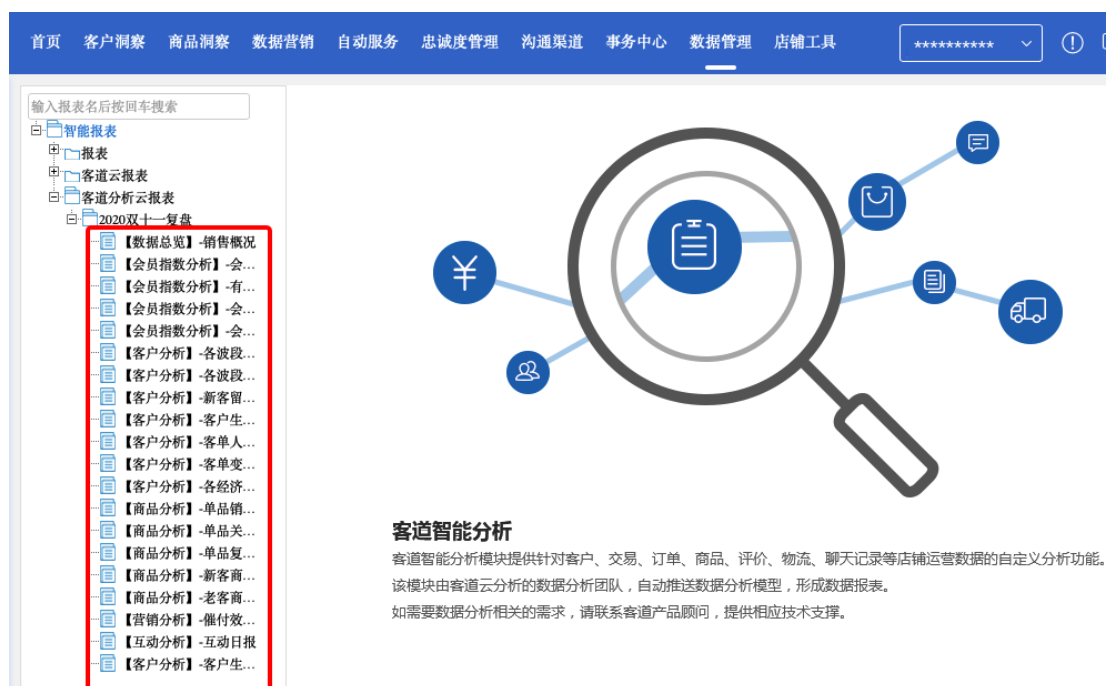 首页 客户洞察 商品洞察 数据营销 自动服务 忠诚度管理 沟通渠道 事务中心 数据管理 店铺工具 **********
输入报表名后按回车搜索
智能报表
报表
客道云报表
客道分析云报表
2020双十一复盘
【数据总览】-销售概况
【会员指数分析】-会...
【会员指数分析】-有...
【会员指数分析】-会...
【会员指数分析】-会...
【客户分析】-各波段...
【客户分析】-各波段...
【客户分析】-新客留...
【客户分析】-客户生...
【客户分析】-客单人...
【客户分析】-客单变...
【客户分析】-各经济...
【商品分析】-单品销...
【商品分析】-单品关...
【商品分析】-单品复...
【商品分析】-新客商...
【商品分析】-老客商...
【营销分析】-催付效...
【互动分析】-互动日报
【客户分析】-客户生...
客道智能分析
客道智能分析模块提供针对客户、交易、订单、商品、评价、物流、聊天记录等店铺运营数据的自定义分析功能。
该模块由客道云分析的数据分析团队，自动推送数据分析模型，形成数据报表。
如需要数据分析相关的需求，请联系客道产品顾问，提供相应技术支撑。